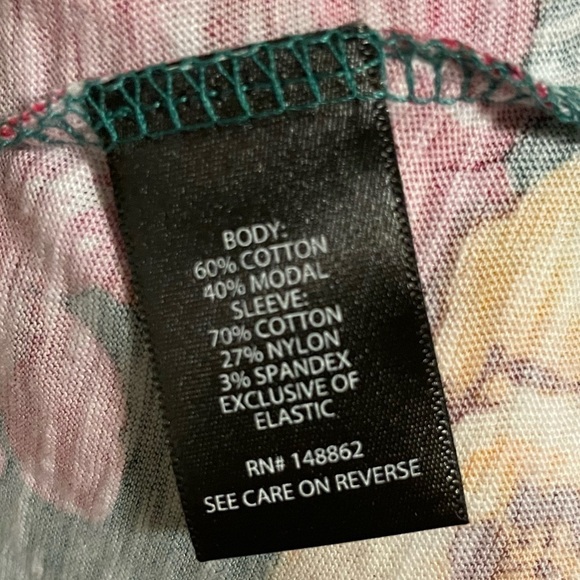 BODY:
60% COTTON
40% MODAL
SLEEVE:
70% COTTON
27% NYLON
3% SPANDEX
EXCLUSIVE OF
ELASTIC
RN# 148862
SEE CARE ON REVERSE